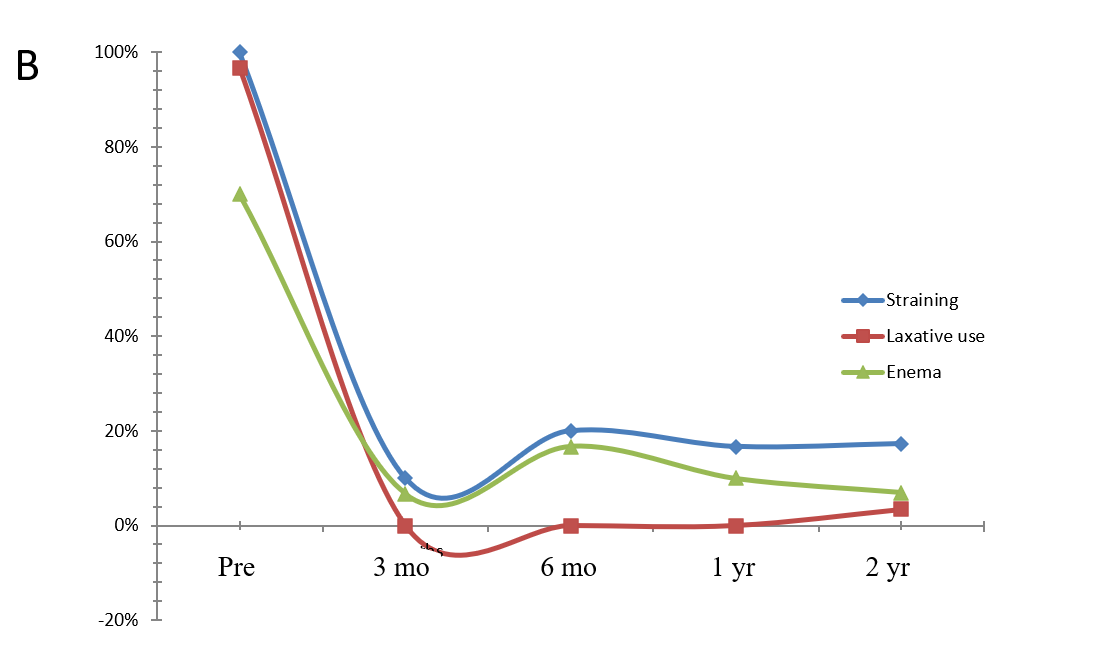 B
100%
80%
60%
40%
20%
0%
-20%
Pre 3 mo 6 mo 1 yr 2 yr
Straining
Laxative use
Enema